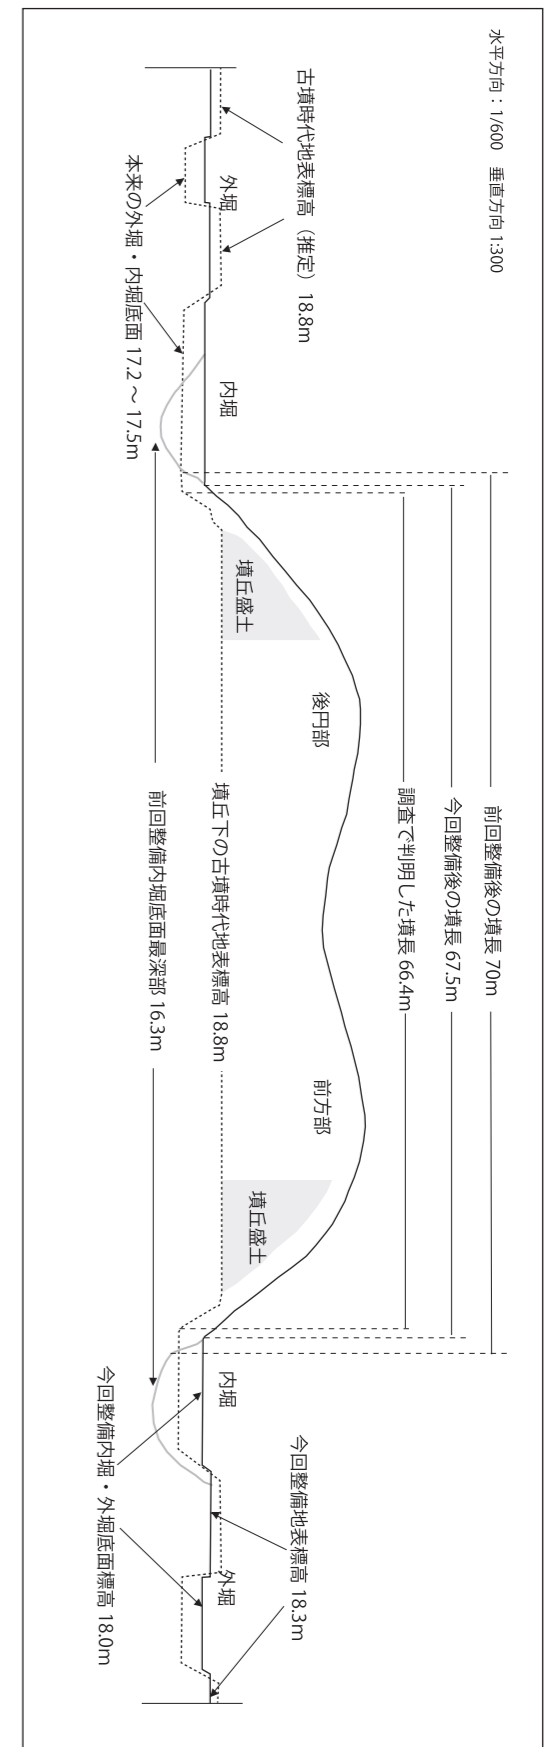 水平方向：1/600　垂直方向 1:300
古墳時代地表標高（推定）18.8m
外堀
本来の外堀・内堀底面 17.2 〜 17.5m
内堀
墳丘盛土
後円部
前回整備後の墳長 70m
今回整備後の墳長 67.5m
調査で判明した墳長 66.4m
墳丘下の古墳時代地表標高 18.8m
前回整備内堀底面最深部 16.3m
前方部
墳丘盛土
内堀
今回整備内堀・外堀底面標高 18.0m
今回整備地表標高 18.3m
外堀